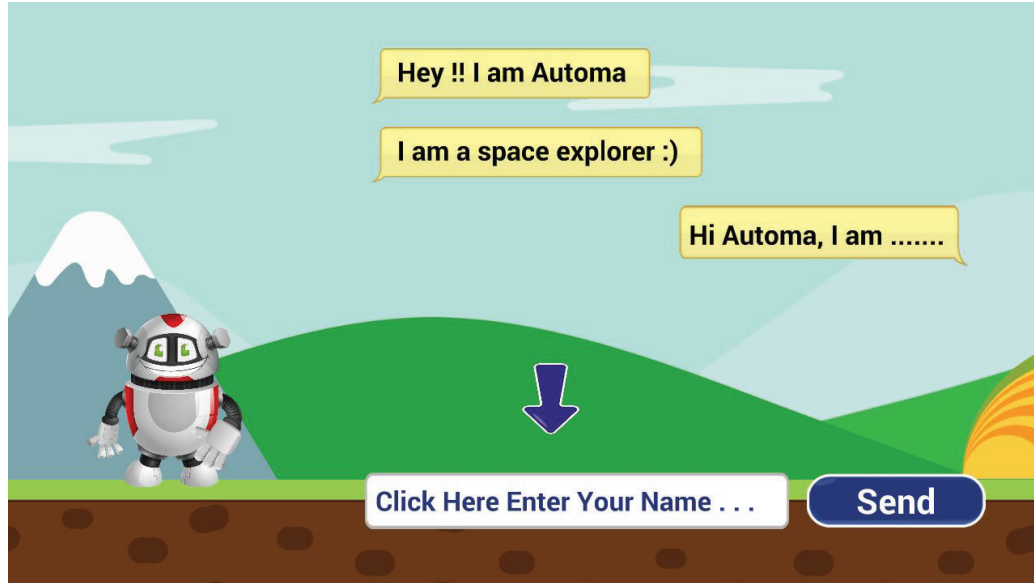 Hey !! I am Automa
I am a space explorer :)
Hi Automa, I am .......
Click Here Enter Your Name . . .
Send